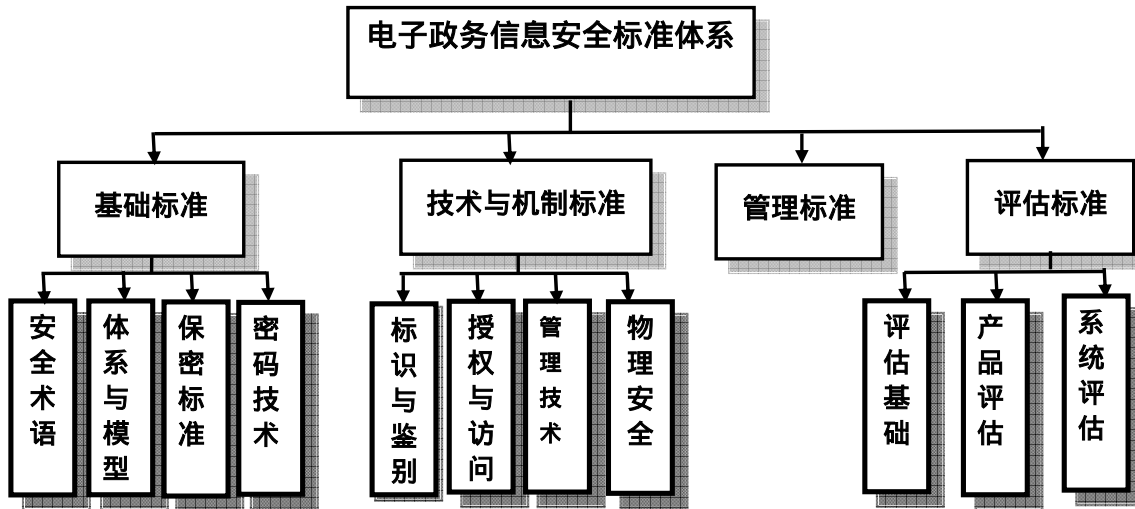 电子政务信息安全标准体系
基础标准
技术与机制标准
管理标准
评估标准
安全术语
体系与模型
保密标准
密码技术
标识与鉴别
授权与访问
管理技术
物理安全
评估基础
产品评估
系统评估